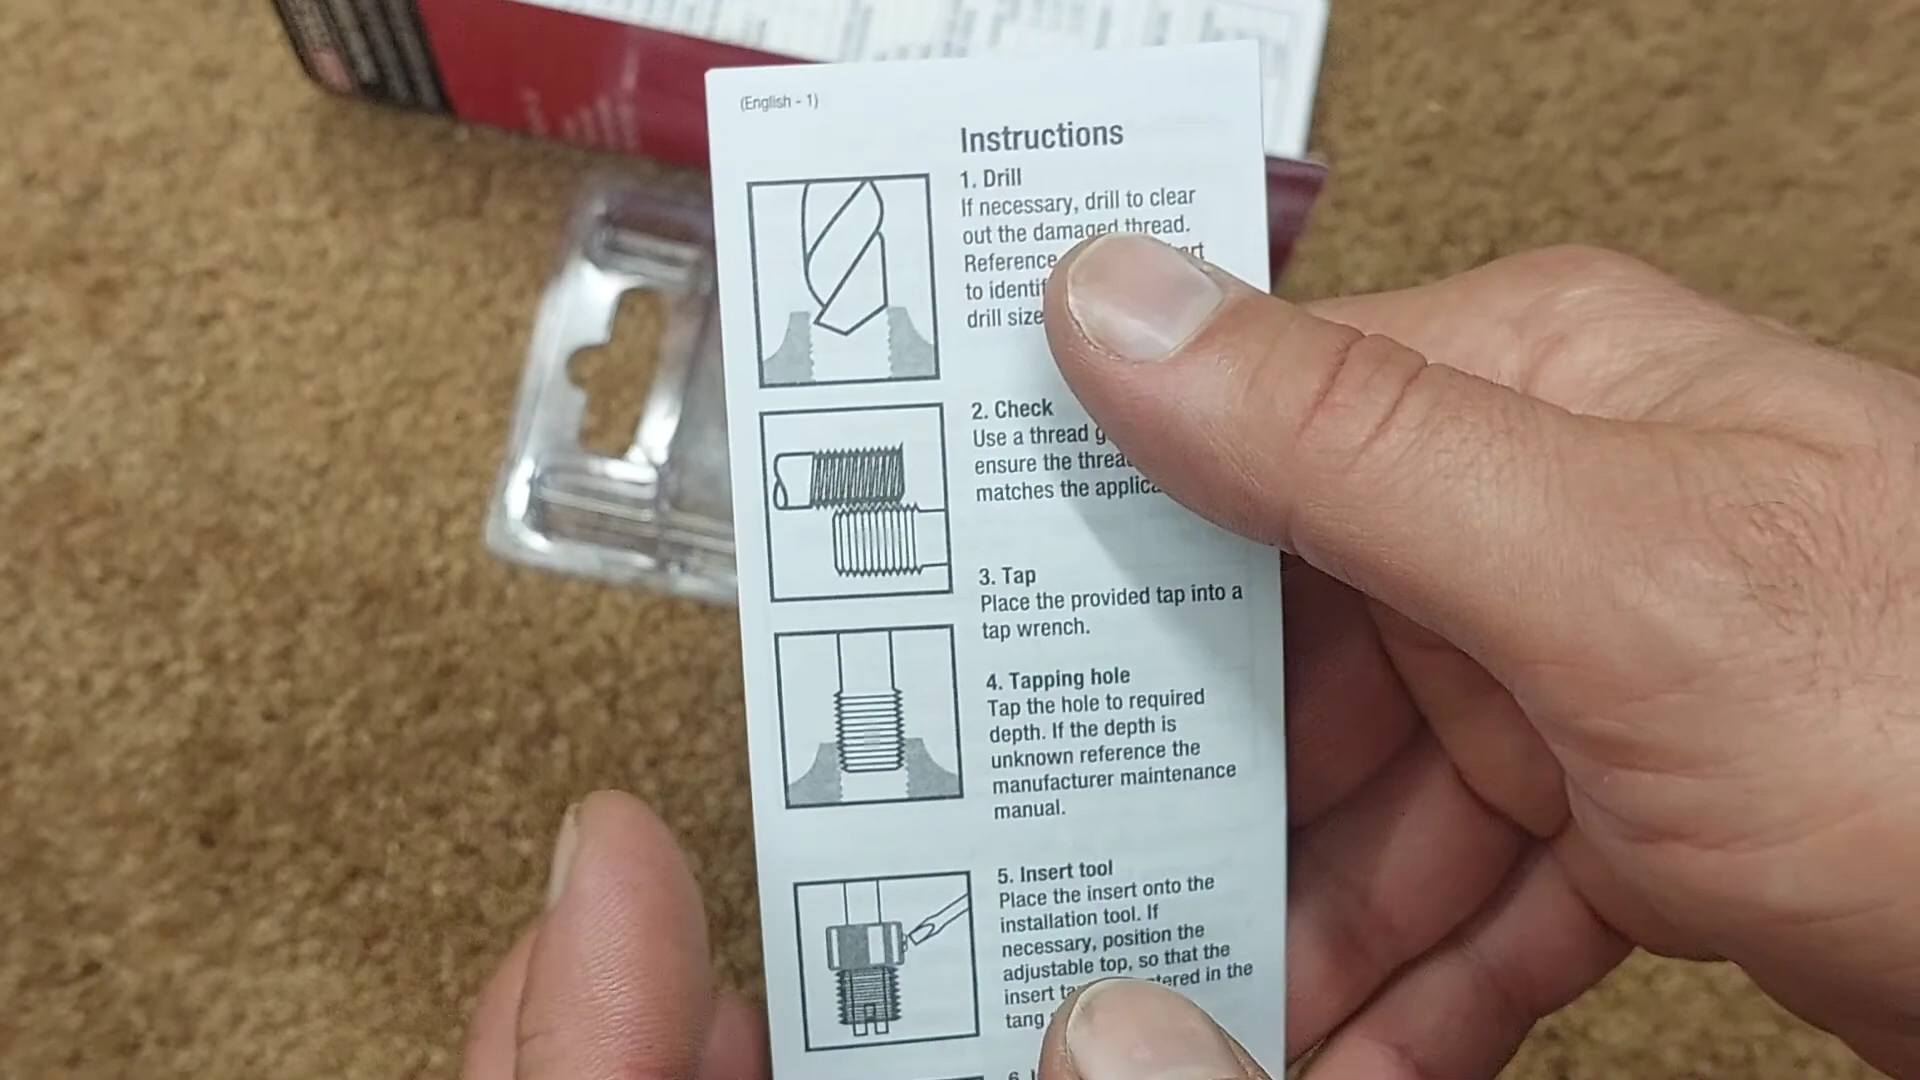 (English - 1)
Instructions
1. Drill
If necessary, drill to clear
out the damaged thread.
Reference
to
drill size
2. Check
Use a thread
ensure the
matches the
3. Tap
Place the provided tap into a
tap wrench.
4. Tapping hole
Tap the hole to required
depth. If the depth is
unknown reference the
manufacturer maintenance
manual.
5. Insert tool
Place the insert onto the
installation tool. If
necessary, position the
adjustable top, so that the
insert in the
tang